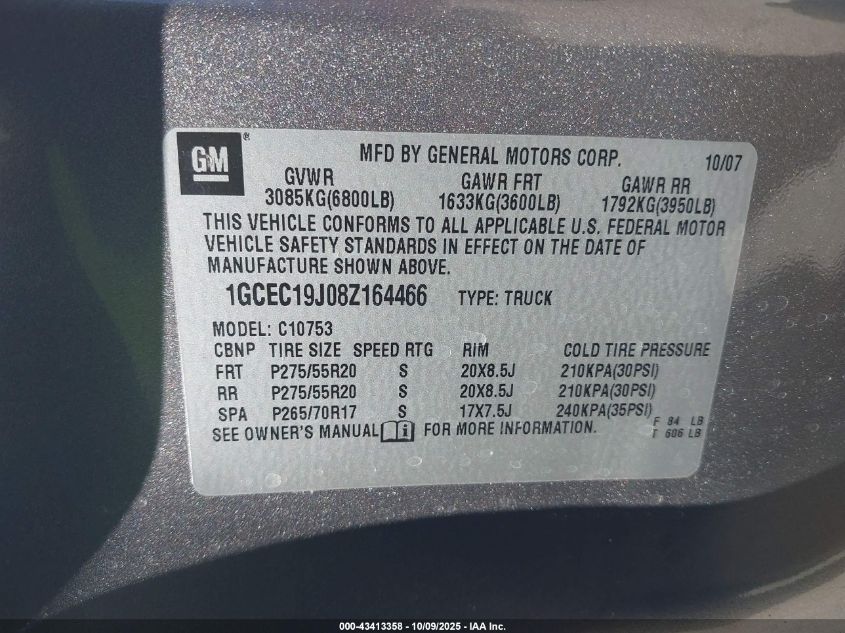 GM
®
MFD BY GENERAL MOTORS CORP. 10/07
GVWR GAWR FRT GAWR RR
3085KG(6800LB) 1633KG(3600LB) 1792KG(3950LB)
THIS VEHICLE CONFORMS TO ALL APPLICABLE U.S. FEDERAL MOTOR
VEHICLE SAFETY STANDARDS IN EFFECT ON THE DATE OF
MANUFACTURE SHOWN ABOVE.
1GCEC19J08Z164466 TYPE: TRUCK
MODEL: C10753
CBNP TIRE SIZE SPEED RTG RIM COLD TIRE PRESSURE
FRT P275/55R20 S 20X8.5J 210KPA(30PSI)
RR P275/55R20 S 20X8.5J 210KPA(30PSI)
SPA P265/70R17 S 17X7.5J 240KPA(35PSI)
SEE OWNER'S MANUAL i FOR MORE INFORMATION.
F 84 LB
T 606 LB
000-43413358 - 10/09/2025 - IAA Inc.